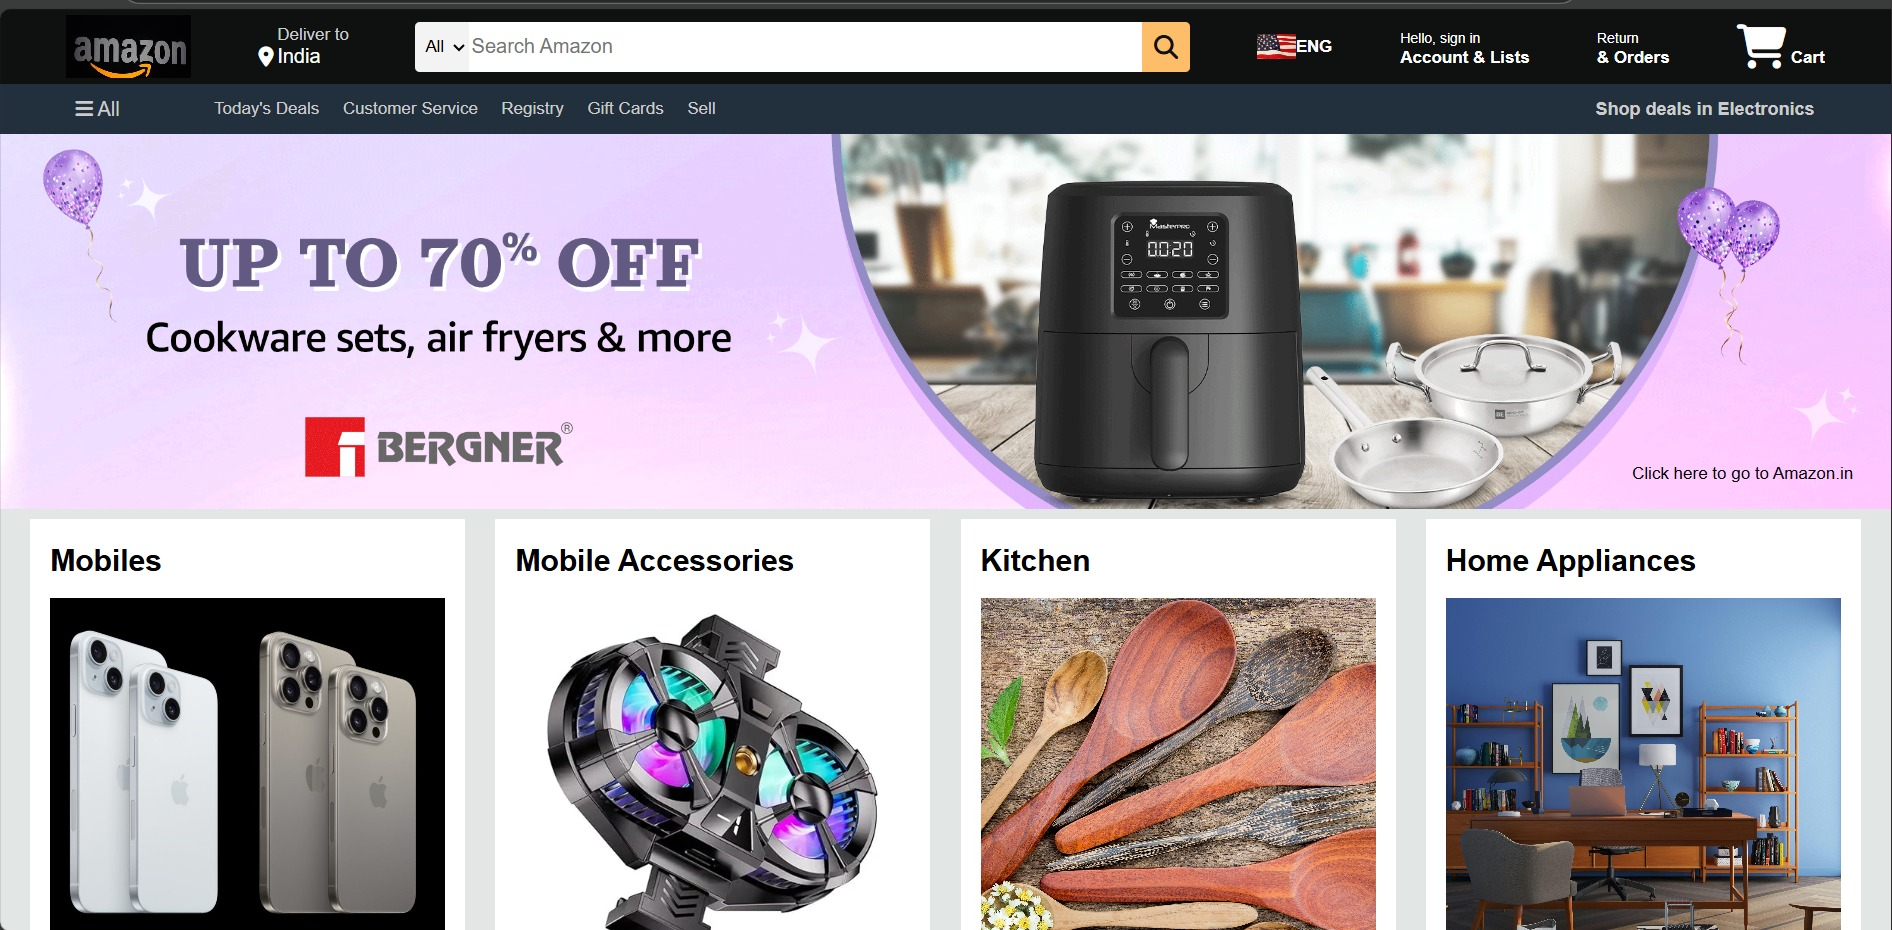 amazon
Deliver to
India
All
Search Amazon
ENG
Hello, sign in
Account & Lists
Return
& Orders
Cart
All
Today's Deals
Customer Service
Registry
Gift Cards
Sell
Shop deals in Electronics
UP TO 70% OFF
Cookware sets, air fryers & more
BERGNER®
MasterPRO
00:20
Click here to go to Amazon.in
Mobiles
Mobile Accessories
Kitchen
Home Appliances